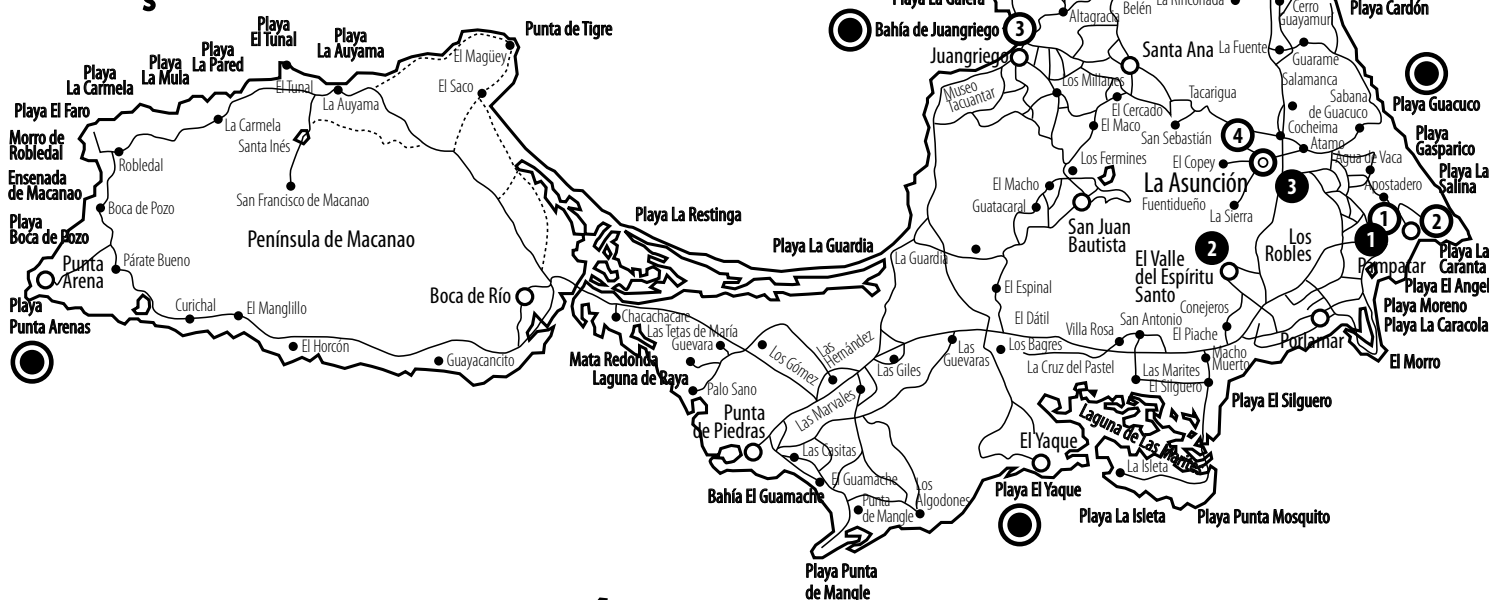 Punta de Tigre
Playa
El Tunal
Playa
La Auyama
Playa
La Pared
Playa
La Mula
Playa
La Carmela
Playa El Faro
Morro de
Robledal
Ensenada
de Macanao
Playa
Boca de Pozo
Playa
Punta Arenas
El Magüey
El Saco
El Tunal
La Auyama
La Carmela
Santa Inés
Robledal
San Francisco de Macanao
Boca de Pozo
Península de Macanao
Párate Bueno
Punta
Arena
Curichal
El Manglillo
El Horcón
Guayacancito
Boca de Río
Playa La Restinga
Playa La Guardia
Chacachacare
Las Tetas de María
Guevara
Mata Redonda
Laguna de Raya
Palo Sano
Los Gómez
Las
Hernández
Las Giles
Las Marvales
Punta
de Piedras
Las Casitas
El Guamache
Bahía El Guamache
Punta
de Mangle
Los
Algodones
Playa Punta
de Mangle
Playa La Galera
Bahía de Juangriego
3
Juangriego
Altagracia
Belén
La Rinconada
Cerro
Guayamurí
Playa Cardón
Santa Ana
La Fuente
Guarame
Salamanca
Museo
Tacuantar
Los Millanes
Tacarigua
Sabana
de Guacuco
Playa Guacuco
El Cercado
El Maco
San Sebastián
4
Cocheima
Atamo
Playa
Gasparico
Los Fermines
El Copey
Agua de Vaca
La Asunción
3
Apostadero
Playa La
Salina
El Macho
Guatacaral
Fuentidueño
La Sierra
San Juan
Bautista
1
2
2
1
Los
Robles
La Guardia
El Valle
del Espíritu
Santo
Pampatar
Playa La
Caranta
Playa El Angel
Playa Moreno
Playa La Caracola
El Espinal
Conejeros
El Dátil
Villa Rosa
San Antonio
El Piache
Porlamar
El Morro
Las
Guevaras
Los Bagres
La Cruz del Pastel
Macho
Muerto
Las Marites
El Silguero
Playa El Silguero
Laguna de Las Marites
El Yaque
La Isleta
Playa El Yaque
Playa La Isleta
Playa Punta Mosquito